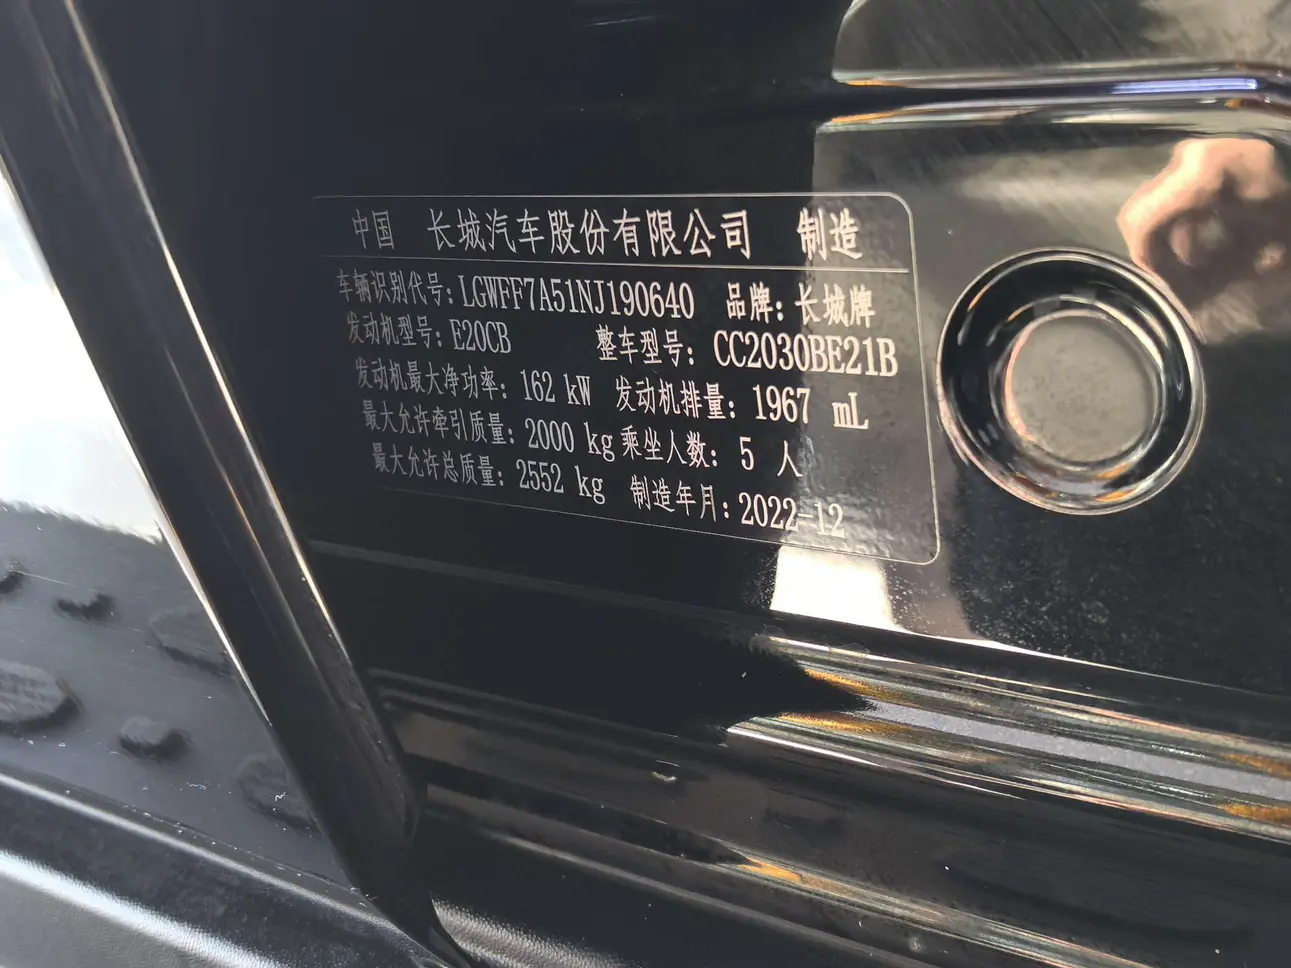 中国 长城汽车股份有限公司 制造
车辆识别代号: LGWFF7A51NJ190640 品牌: 长城牌
发动机型号: E20CB 整车型号: CC2030BE21B
发动机最大净功率: 162 kW 发动机排量: 1967 mL
最大允许牵引质量: 2000 kg 乘坐人数: 5 人
最大允许总质量: 2552 kg 制造年月: 2022-12